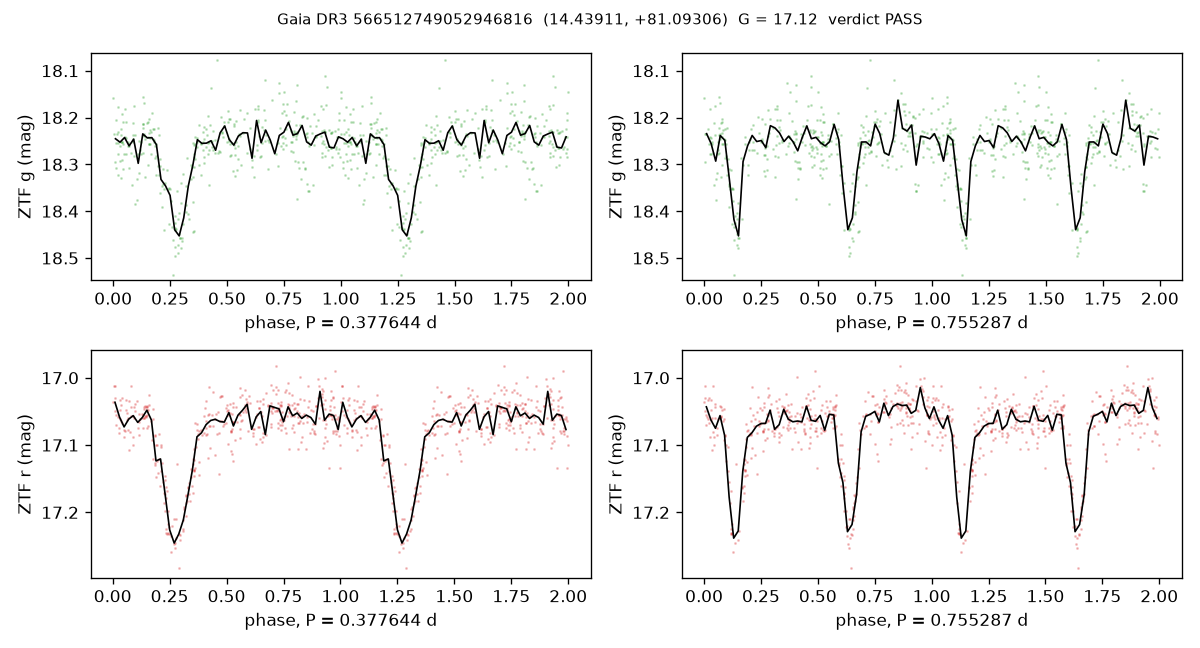 Gaia DR3 566512749052946816 (14.43911, +81.09306) G = 17.12 verdict PASS
ZTF g (mag)
18.1
18.2
18.3
18.4
18.5
0.00 0.25 0.50 0.75 1.00 1.25 1.50 1.75 2.00
phase, P = 0.377644 d
ZTF g (mag)
18.1
18.2
18.3
18.4
18.5
0.00 0.25 0.50 0.75 1.00 1.25 1.50 1.75 2.00
phase, P = 0.755287 d
ZTF r (mag)
17.0
17.1
17.2
0.00 0.25 0.50 0.75 1.00 1.25 1.50 1.75 2.00
phase, P = 0.377644 d
ZTF r (mag)
17.0
17.1
17.2
0.00 0.25 0.50 0.75 1.00 1.25 1.50 1.75 2.00
phase, P = 0.755287 d